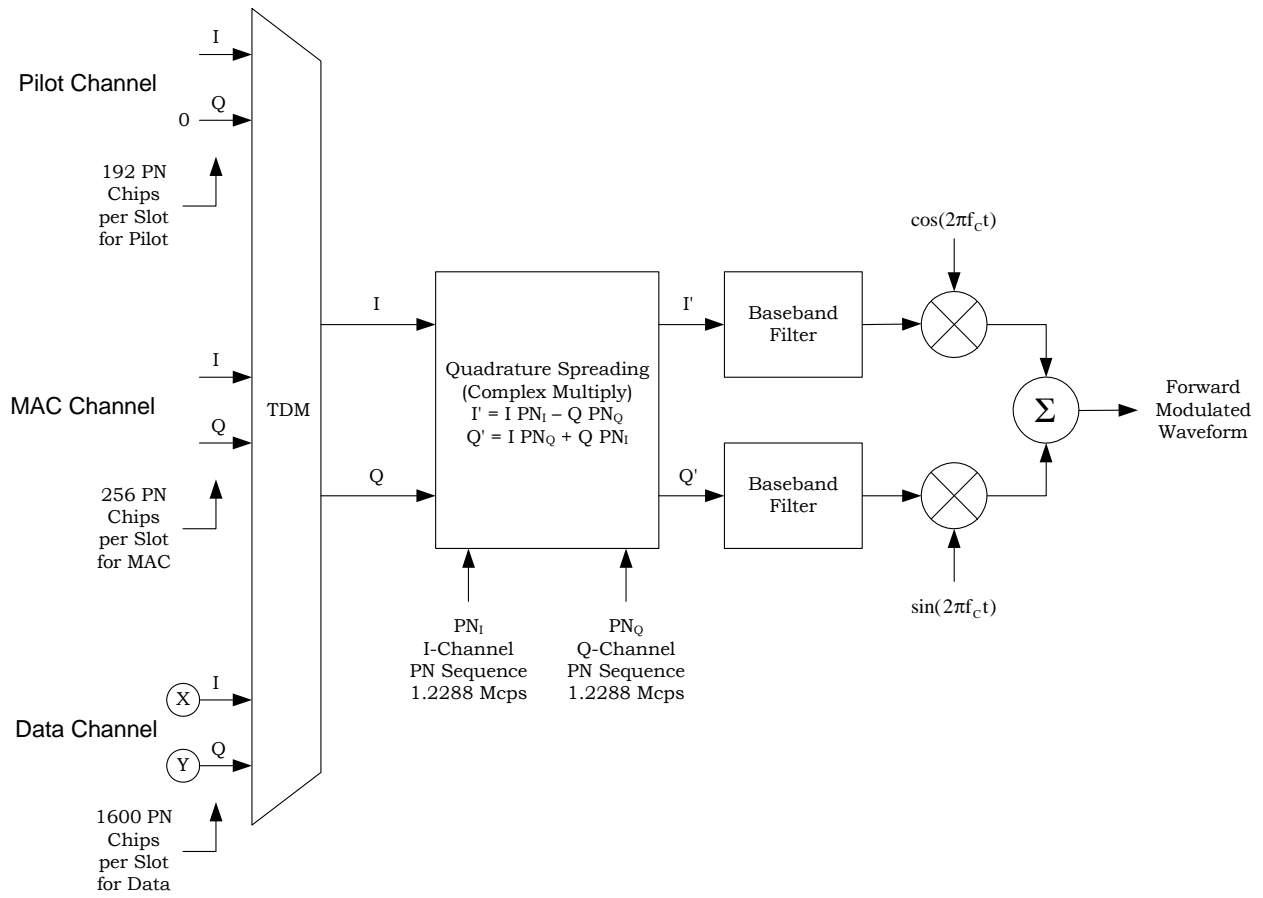 I
Pilot Channel
Q
0
192 PN
Chips
per Slot
for Pilot
I
MAC Channel
Q
256 PN
Chips
per Slot
for MAC
I
X
Data Channel
Q
Y
1600 PN
Chips
per Slot
for Data
TDM
I
Q
Quadrature Spreading
(Complex Multiply)
I' = I PN_I – Q PN_Q
Q' = I PN_Q + Q PN_I
PN_I
I-Channel
PN Sequence
1.2288 Mcps
PN_Q
Q-Channel
PN Sequence
1.2288 Mcps
I'
Q'
Baseband
Filter
Baseband
Filter
cos(2πf_Ct)
sin(2πf_Ct)
Σ
Forward
Modulated
Waveform